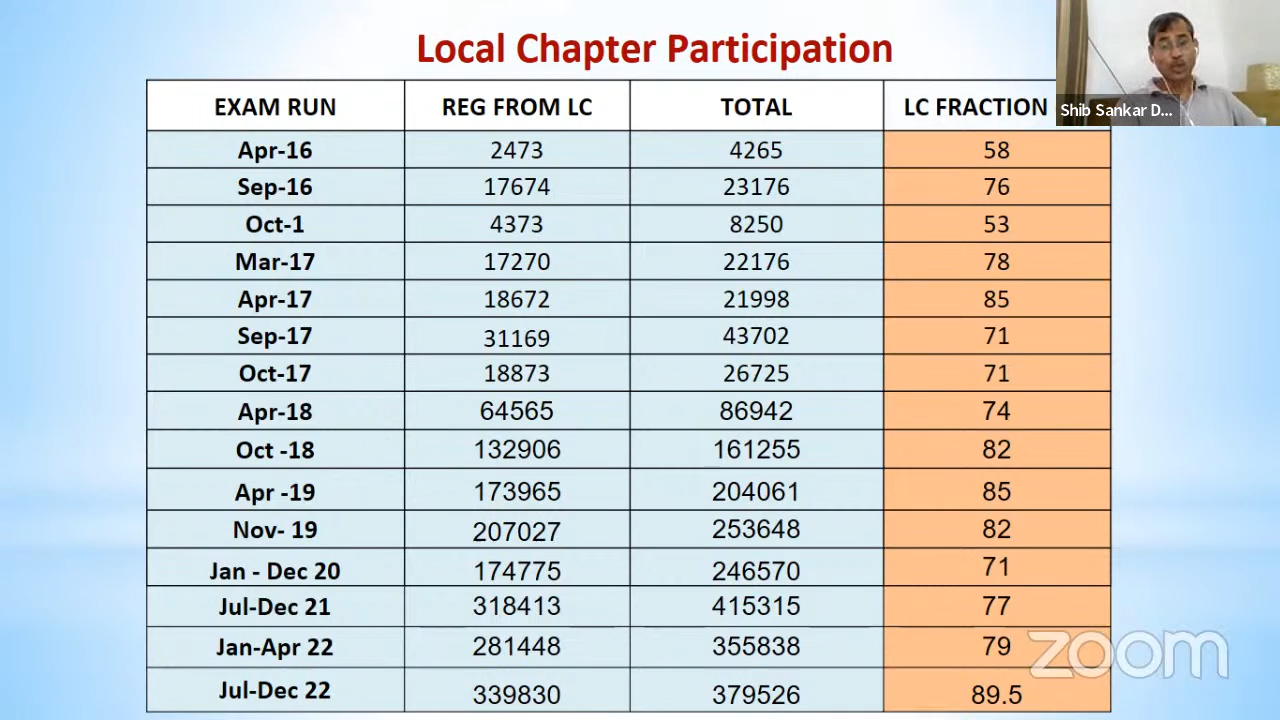 Local Chapter Participation
EXAM RUN REG FROM LC TOTAL LC FRACTION
Shib Sankar D...
Apr-16 2473 4265 58
Sep-16 17674 23176 76
Oct-1 4373 8250 53
Mar-17 17270 22176 78
Apr-17 18672 21998 85
Sep-17 31169 43702 71
Oct-17 18873 26725 71
Apr-18 64565 86942 74
Oct -18 132906 161255 82
Apr -19 173965 204061 85
Nov- 19 207027 253648 82
Jan - Dec 20 174775 246570 71
Jul-Dec 21 318413 415315 77
Jan-Apr 22 281448 355838 79
zoom
Jul-Dec 22 339830 379526 89.5